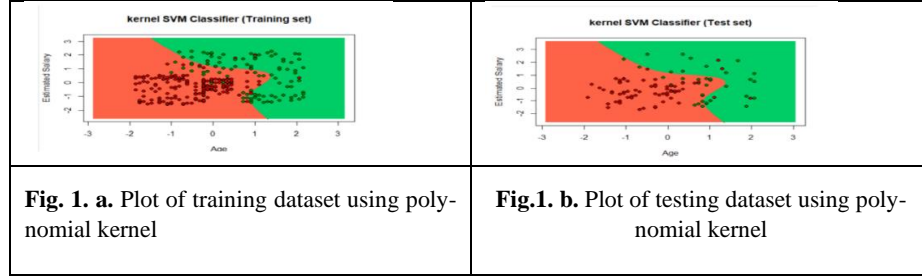 kernel SVM Classifier (Training set)
Estimated Salary
3
2
1
0
-1
-2
-3 -2 -1 0 1 2 3
Age
kernel SVM Classifier (Test set)
Estimated Salary
3
2
1
0
-1
-2
-3 -2 -1 0 1 2 3
Age
Fig. 1. a. Plot of training dataset using poly-
nomial kernel
Fig.1. b. Plot of testing dataset using poly-
nomial kernel